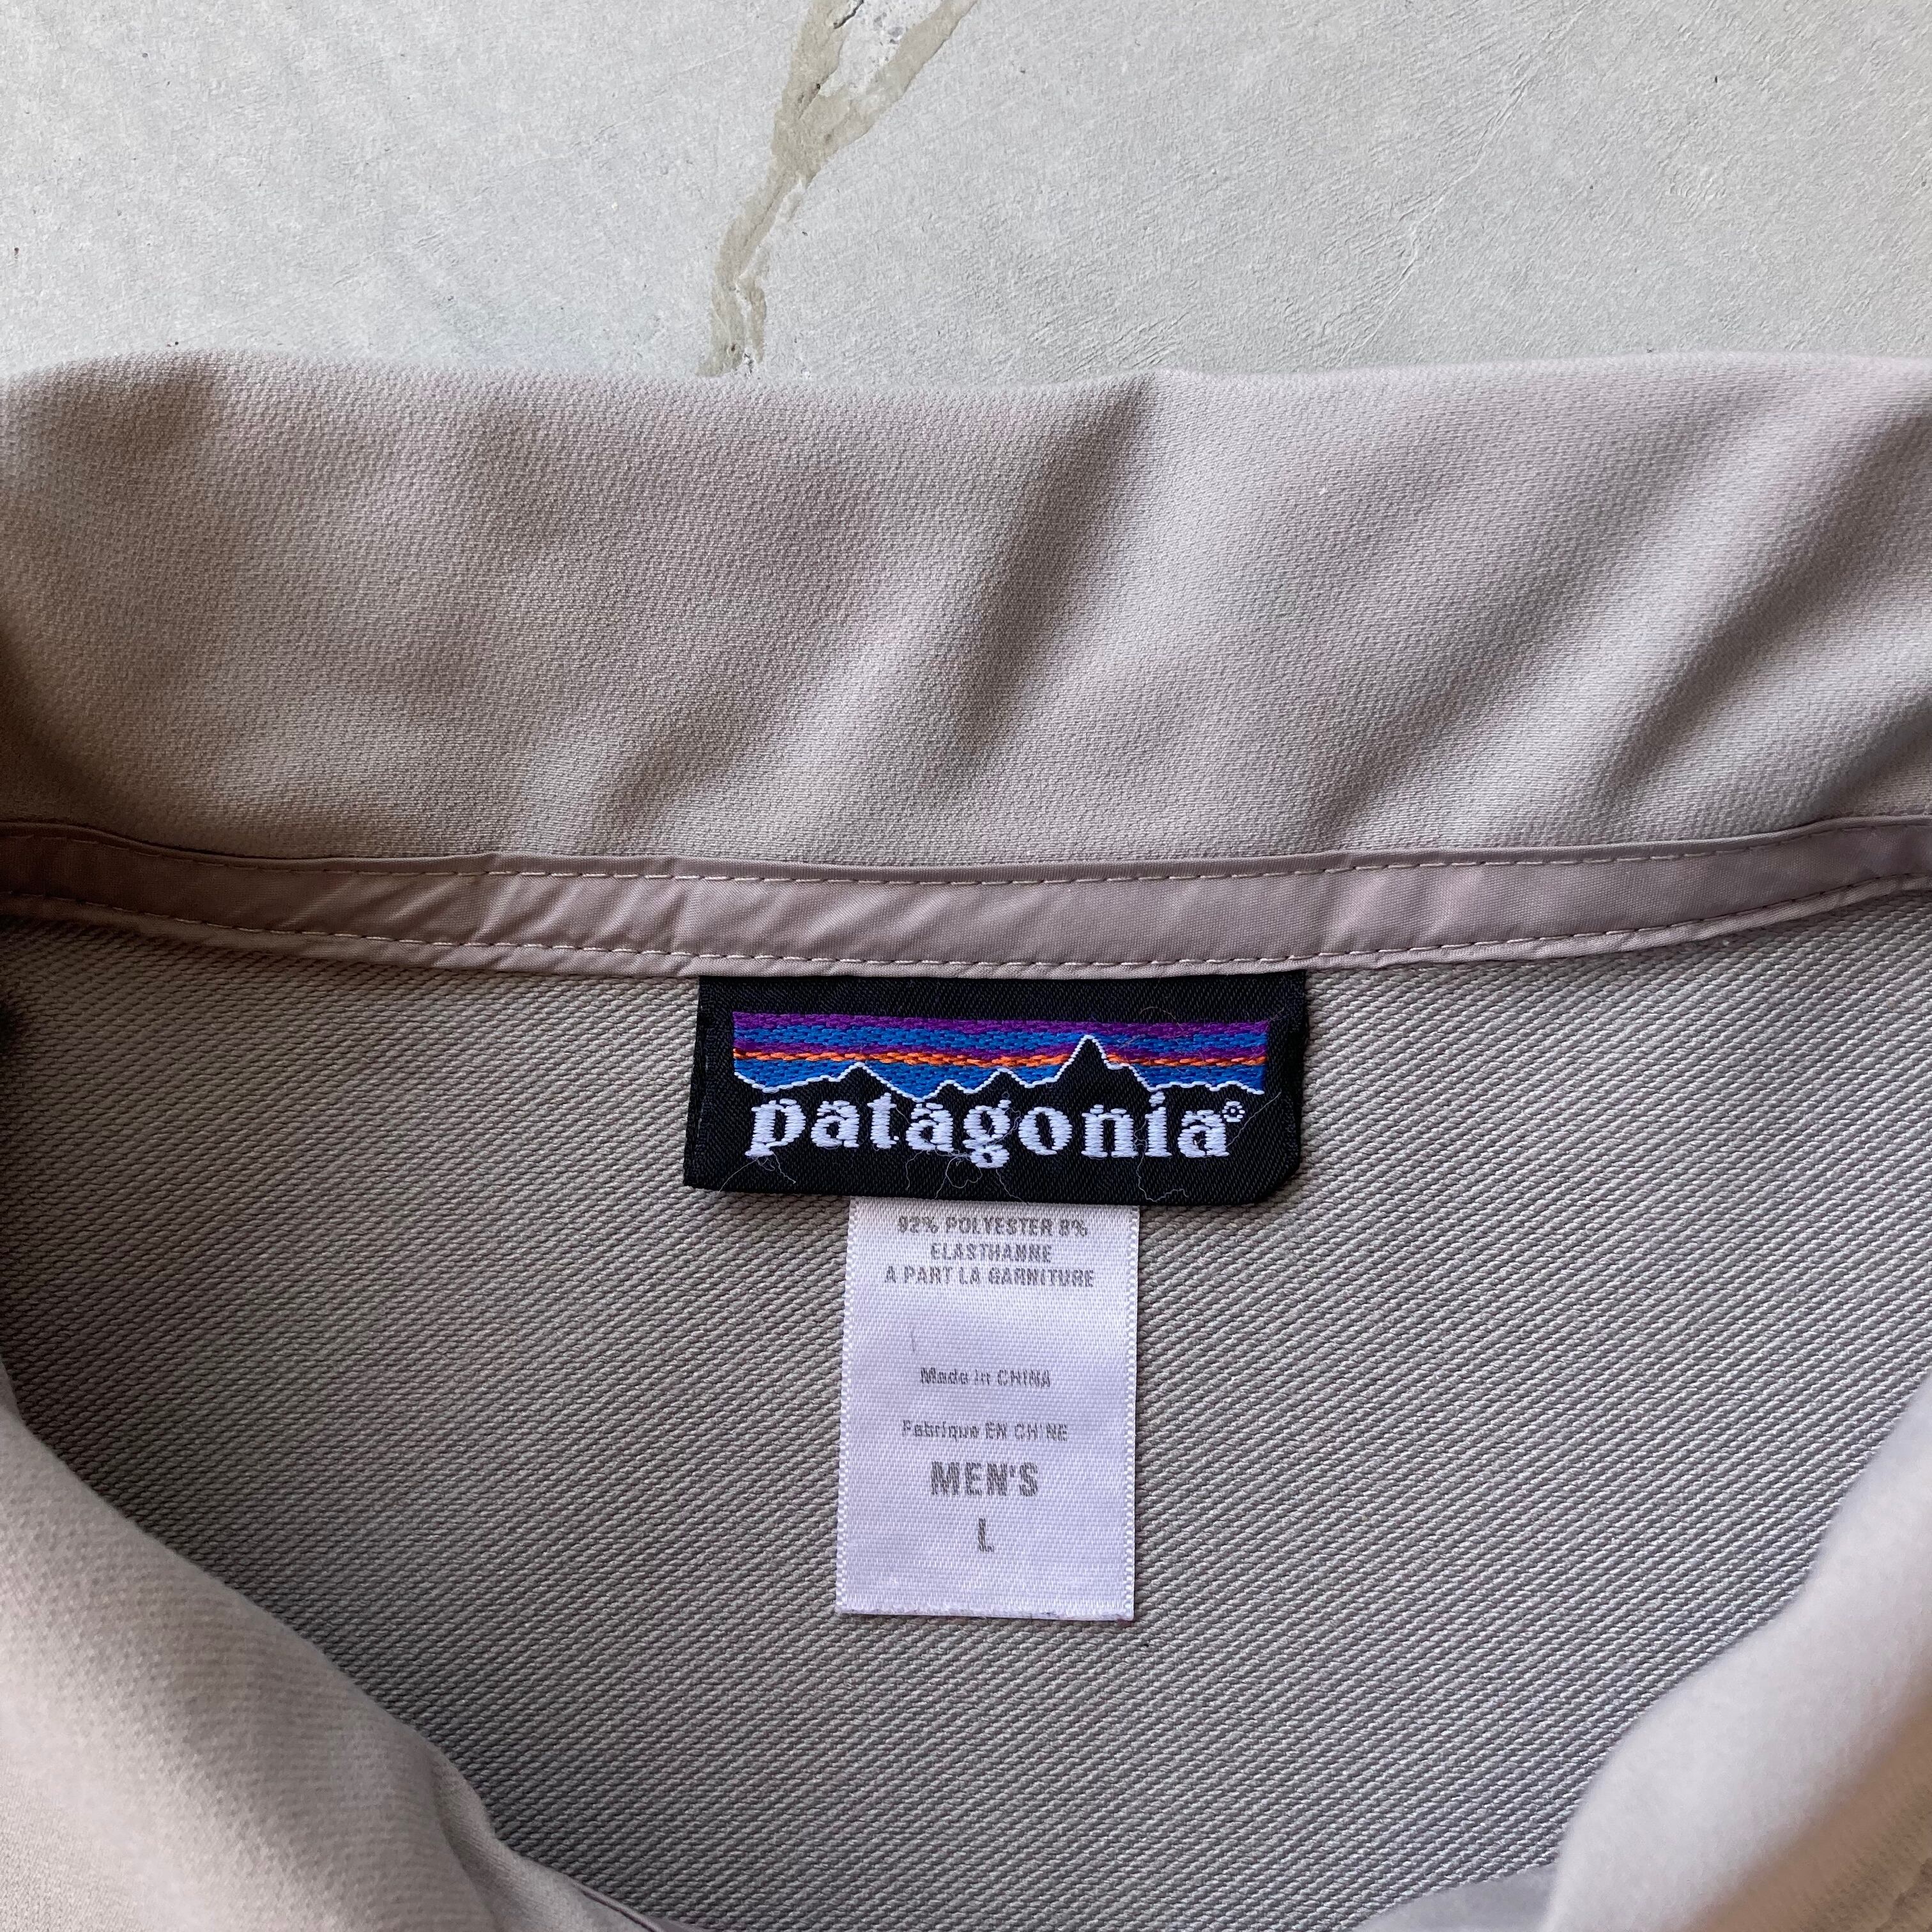 patagonia®
92% POLYESTER 8%
ELASTHANNE
A PART LA GARNITURE
Made in CHINA
Fabrique EN CHINE
MEN'S
L